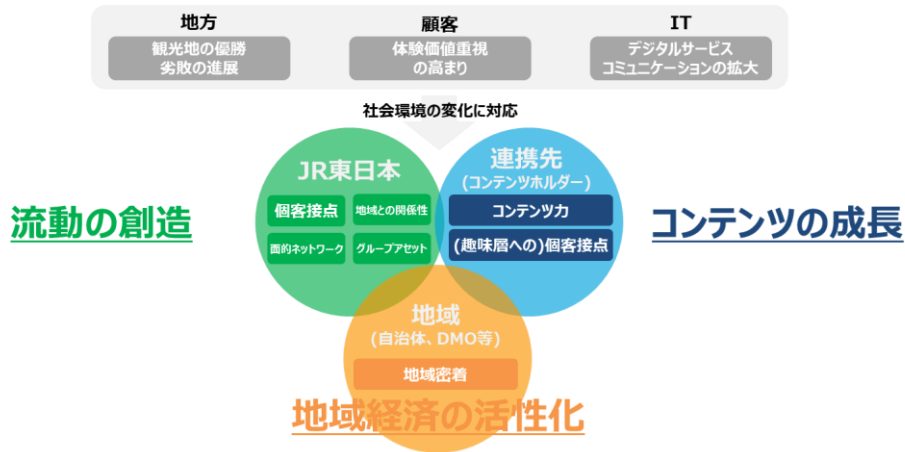 地方
観光地の優勝
劣敗の進展
顧客
体験価値重視
の高まり
IT
デジタルサービス
コミュニケーションの拡大
社会環境の変化に対応
JR東日本
個客接点
地域との関係性
面的ネットワーク
グループアセット
連携先
(コンテンツホルダー)
コンテンツ力
(趣味層への)個客接点
流動の創造
コンテンツの成長
地域
(自治体、DMO等)
地域密着
地域経済の活性化